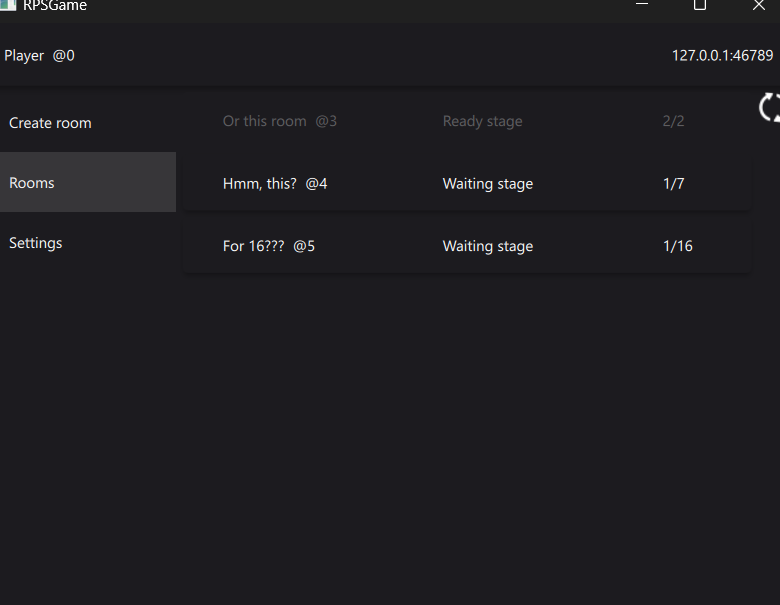 RPSGame
Player @0 127.0.0.1:46789
Create room
Rooms
Settings
Or this room @3 Ready stage 2/2
Hmm, this? @4 Waiting stage 1/7
For 16??? @5 Waiting stage 1/16